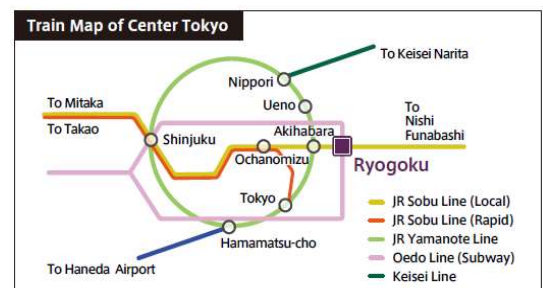 Train Map of Center Tokyo
To Keisei Narita
Nippori
Ueno
To Mitaka
To Takao
Shinjuku
Akihabara
Ochanomizu
To
Nishi
Funabashi
Ryogoku
Tokyo
Hamamatsu-cho
To Haneda Airport
JR Sobu Line (Local)
JR Sobu Line (Rapid)
JR Yamanote Line
Oedo Line (Subway)
Keisei Line